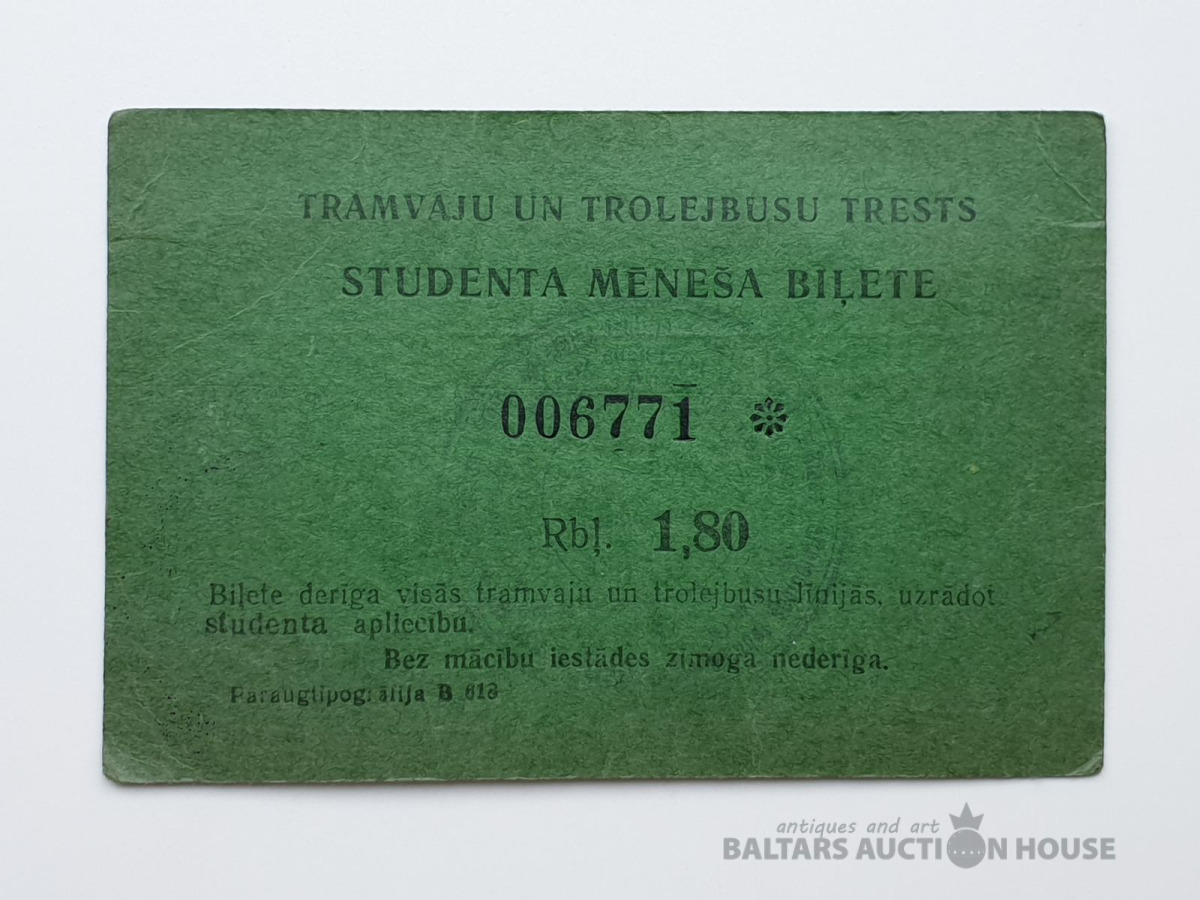 TRAMVAJU UN TROLEJBUSU TRESTS
STUDENTA MĒNEŠA BIĻETE
006771 *
Rbļ. 1,80
Biļete derīga visās tramvaju un trolejbusu līnijās, uzrādot
studenta apliecību.
Bez mācību iestādes zīmoga nederīga.
Paraugtipogrāfija B 613
antiques and art
BALTARS AUCTION HOUSE